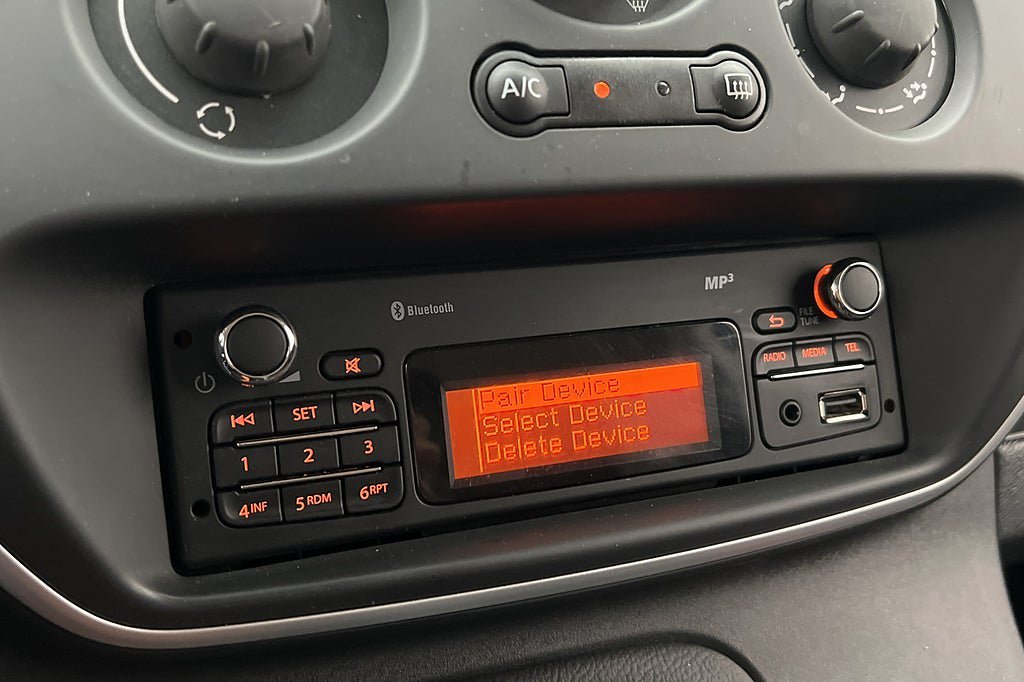 A/C
MP3
Bluetooth
FILE
TUNE
RADIO MEDIA TEL
SET
1 2 3
4INF 5RDM 6RPT
Pair Device
Select Device
Delete Device